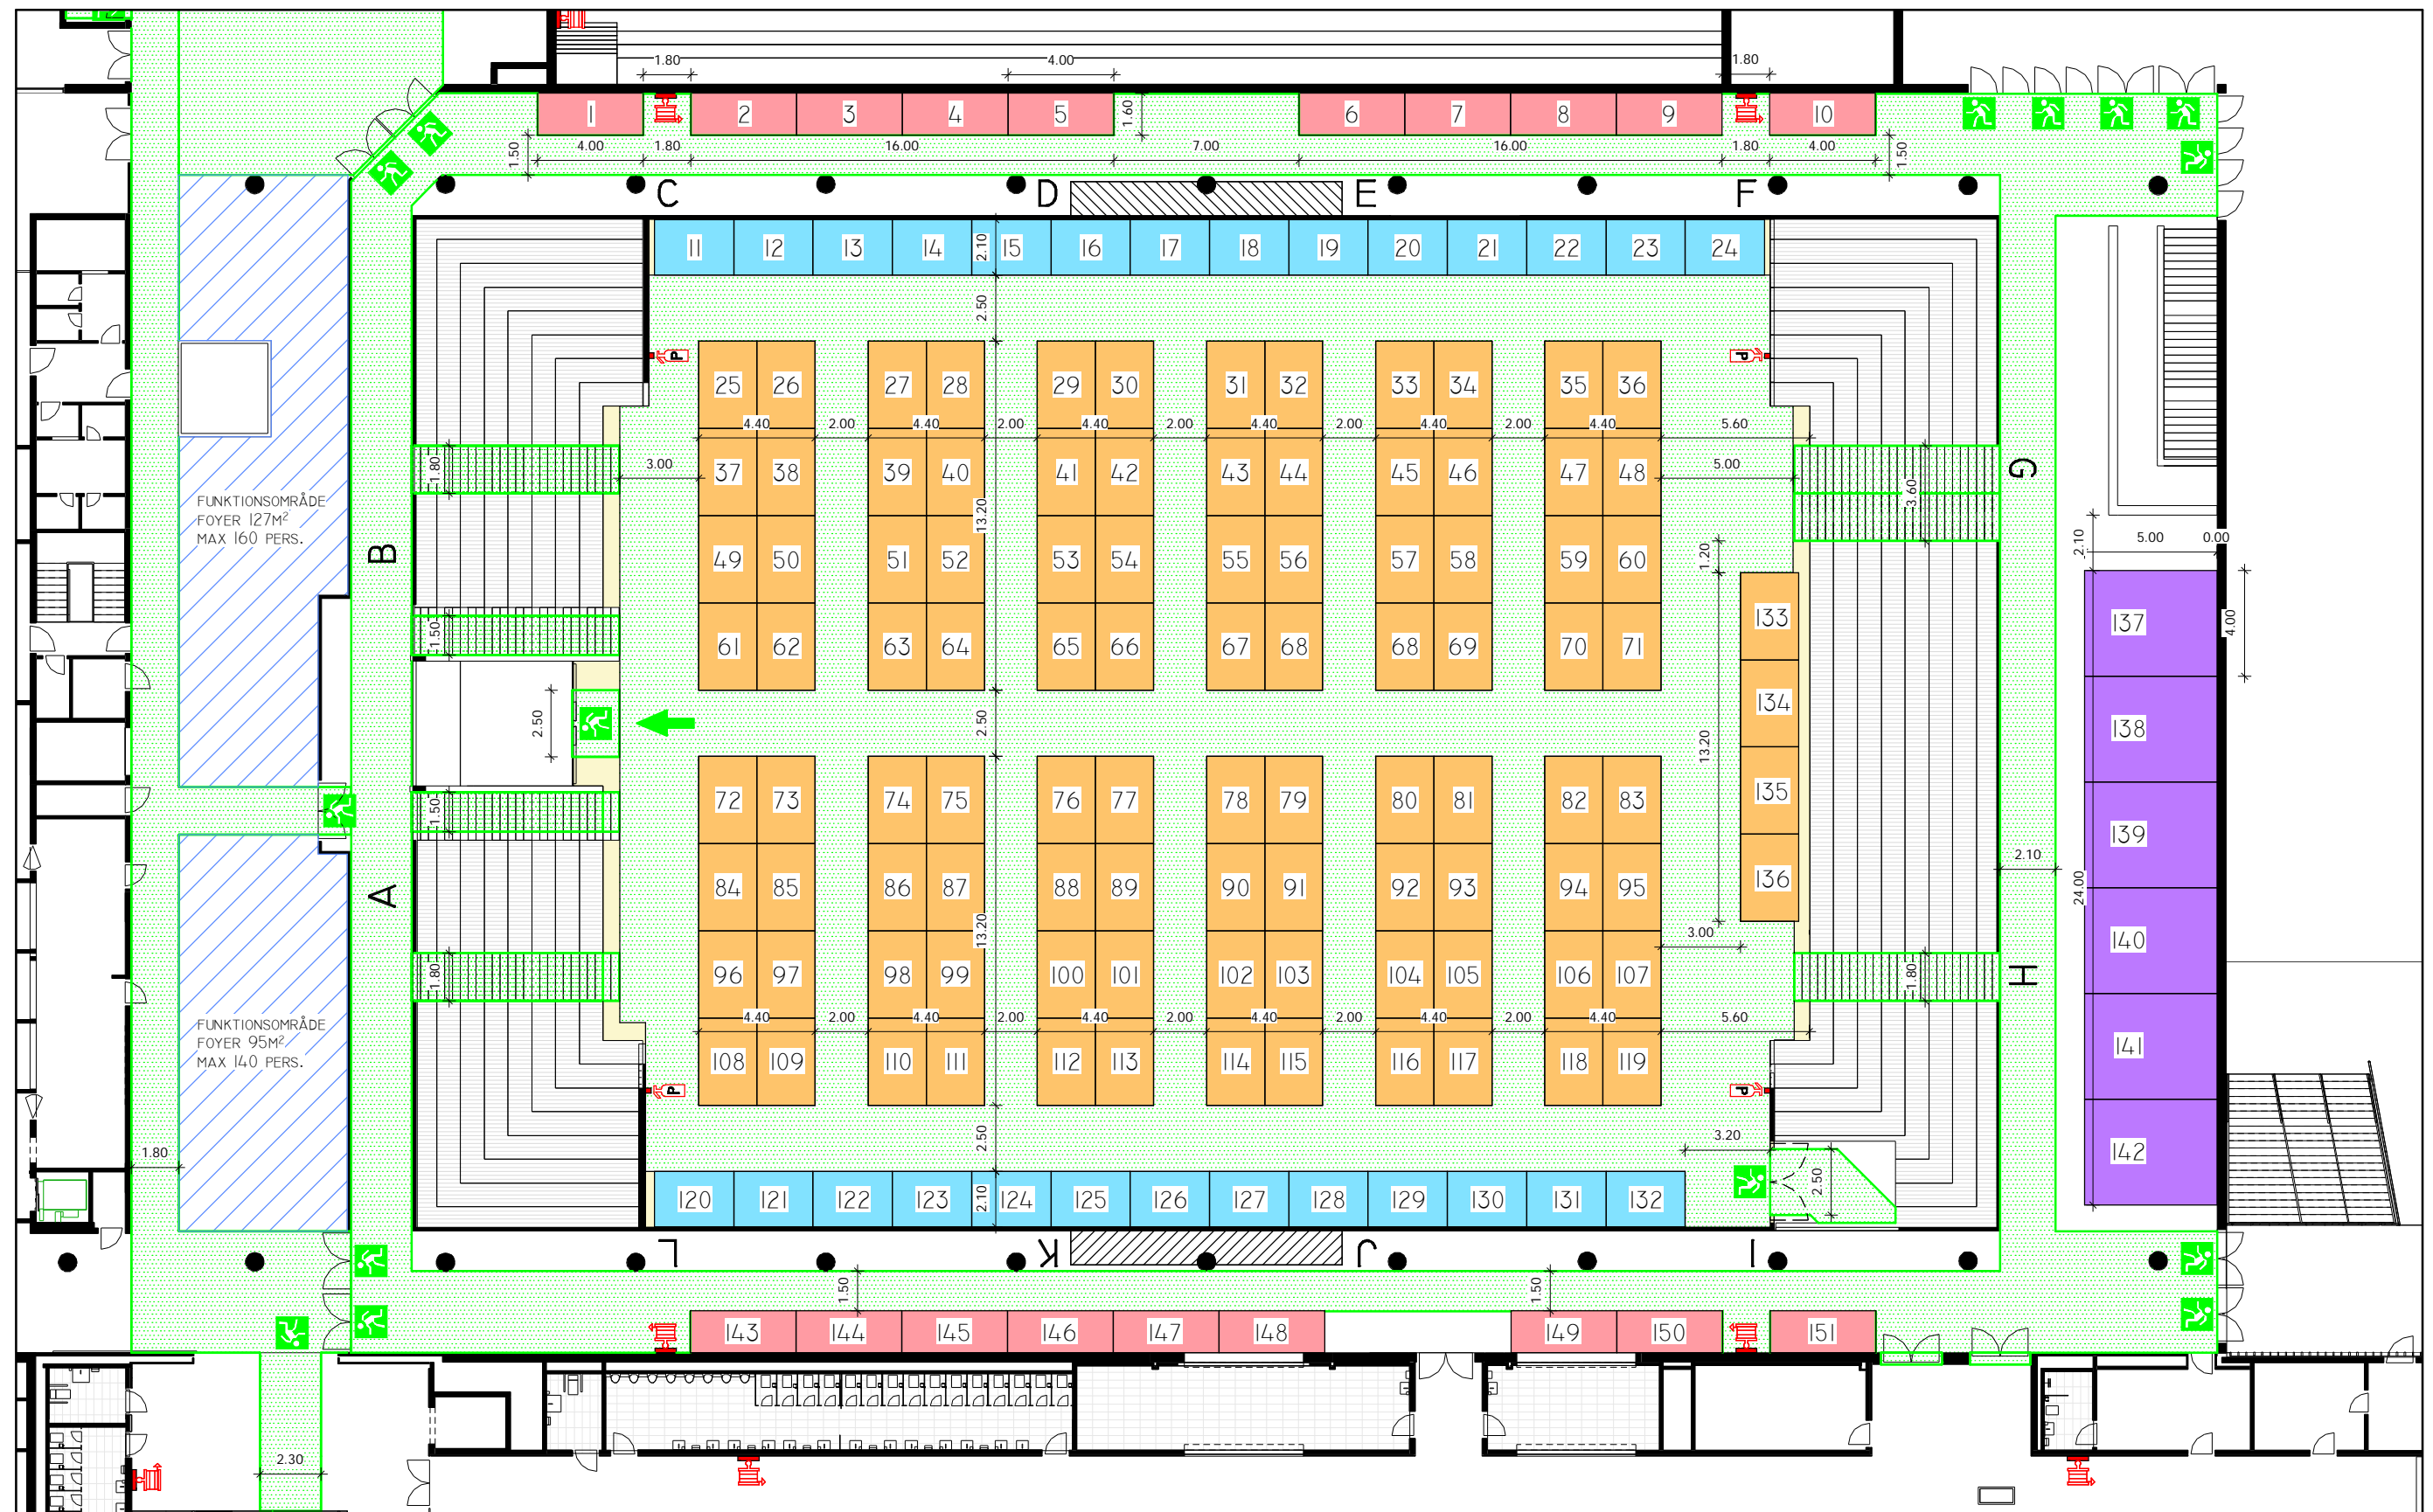 1.80 4.00 1.80
1 2 3 4 5 1.60 6 7 8 9 10
1.50 4.00 1.80 16.00 7.00 16.00 1.80 4.00 1.50
C D E F
11 12 13 14 2.10 15 16 17 18 19 20 21 22 23 24
2.50
P P
25 26 27 28 29 30 31 32 33 34 35 36
4.40 2.00 4.40 2.00 4.40 2.00 4.40 2.00 4.40 2.00 4.40 5.60
1.80 3.00 37 38 39 40 41 42 43 44 45 46 47 48 5.00 3.60 G
13.20
FUNKTIONSOMRÅDE
FOYER 127M²
MAX 160 PERS.
B 49 50 51 52 53 54 55 56 57 58 59 60 1.20 2.10 5.00 0.00
1.50 61 62 63 64 65 66 67 68 68 69 70 71 133 137 4.00
2.50 2.50 13.20 134 138
1.50 72 73 74 75 76 77 78 79 80 81 82 83 135 139
A 84 85 86 87 88 89 90 91 92 93 94 95 136 2.10 24.00
13.20 3.00 140
1.80 96 97 98 99 100 101 102 103 104 105 106 107 1.80 H
4.40 2.00 4.40 2.00 4.40 2.00 4.40 2.00 4.40 2.00 4.40 5.60
FUNKTIONSOMRÅDE
FOYER 95M²
MAX 140 PERS.
108 109 110 111 112 113 114 115 116 117 118 119 141
P P
1.80 2.50 3.20 142
120 121 122 123 2.10 124 125 126 127 128 129 130 131 132 2.50
L K J I
1.50 1.50
143 144 145 146 147 148 149 150 151
2.30